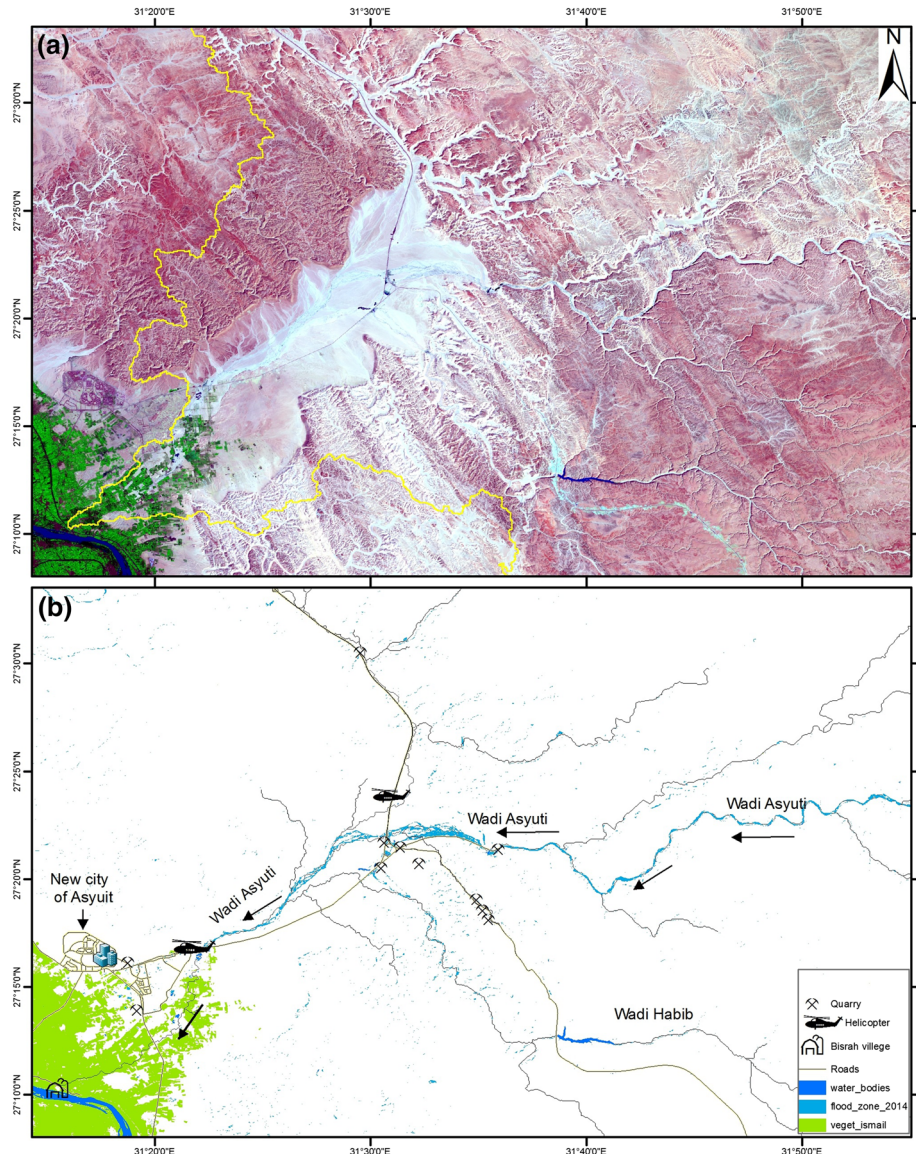 31°20'0"E 31°30'0"E 31°40'0"E 31°50'0"E
(a)
N
27°30'0"N
27°25'0"N
27°20'0"N
27°15'0"N
27°10'0"N
(b)
27°30'0"N
27°25'0"N
27°20'0"N
27°15'0"N
27°10'0"N
Wadi Asyuti
Wadi Asyuti
Wadi Asyuti
New city
of Asyuit
Wadi Habib
Quarry
Helicopter
Bisrah villege
Roads
water_bodies
flood_zone_2014
veget_ismail
31°20'0"E 31°30'0"E 31°40'0"E 31°50'0"E